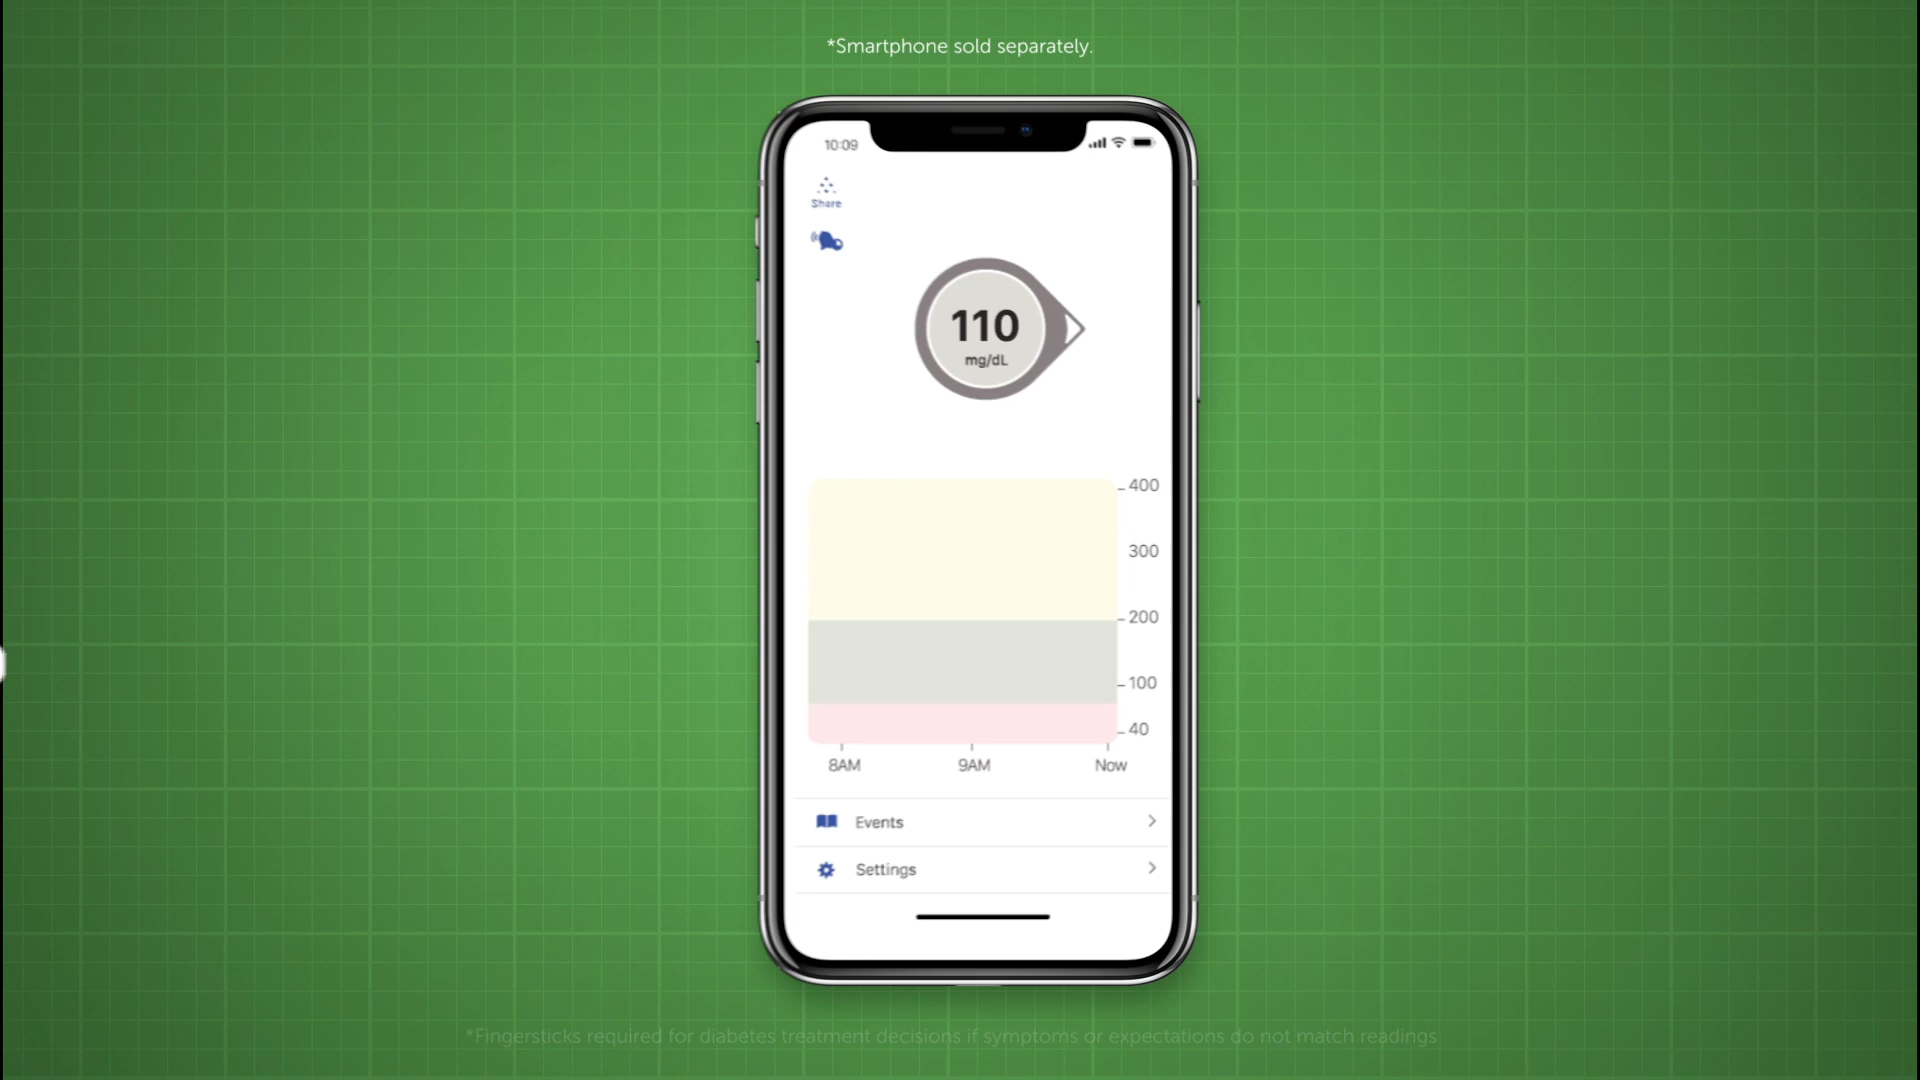 *Smartphone sold separately.
10:09
Share
110
mg/dL
400
300
200
100
40
8AM 9AM Now
Events
Settings
*Fingersticks required for diabetes treatment decisions if symptoms or expectations do not match readings